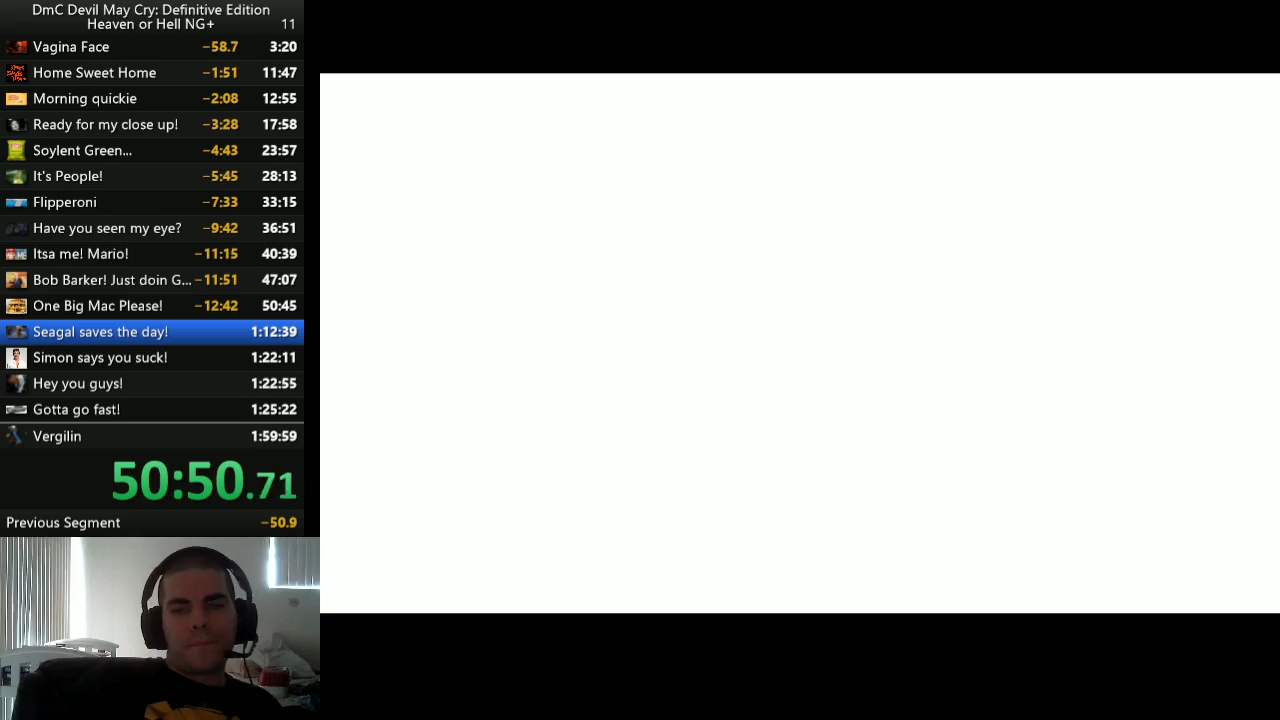 DmC Devil May Cry: Definitive Edition
Heaven or Hell NG+ 11
Vagina Face −58.7 3:20
Home Sweet Home −1:51 11:47
Morning quickie −2:08 12:55
Ready for my close up! −3:28 17:58
Soylent Green... −4:43 23:57
It's People! −5:45 28:13
Flipperoni −7:33 33:15
Have you seen my eye? −9:42 36:51
Itsa me! Mario! −11:15 40:39
Bob Barker! Just doin G... −11:51 47:07
One Big Mac Please! −12:42 50:45
Seagal saves the day! 1:12:39
Simon says you suck! 1:22:11
Hey you guys! 1:22:55
Gotta go fast! 1:25:22
Vergilin 1:59:59
50:50.71
Previous Segment −50.9